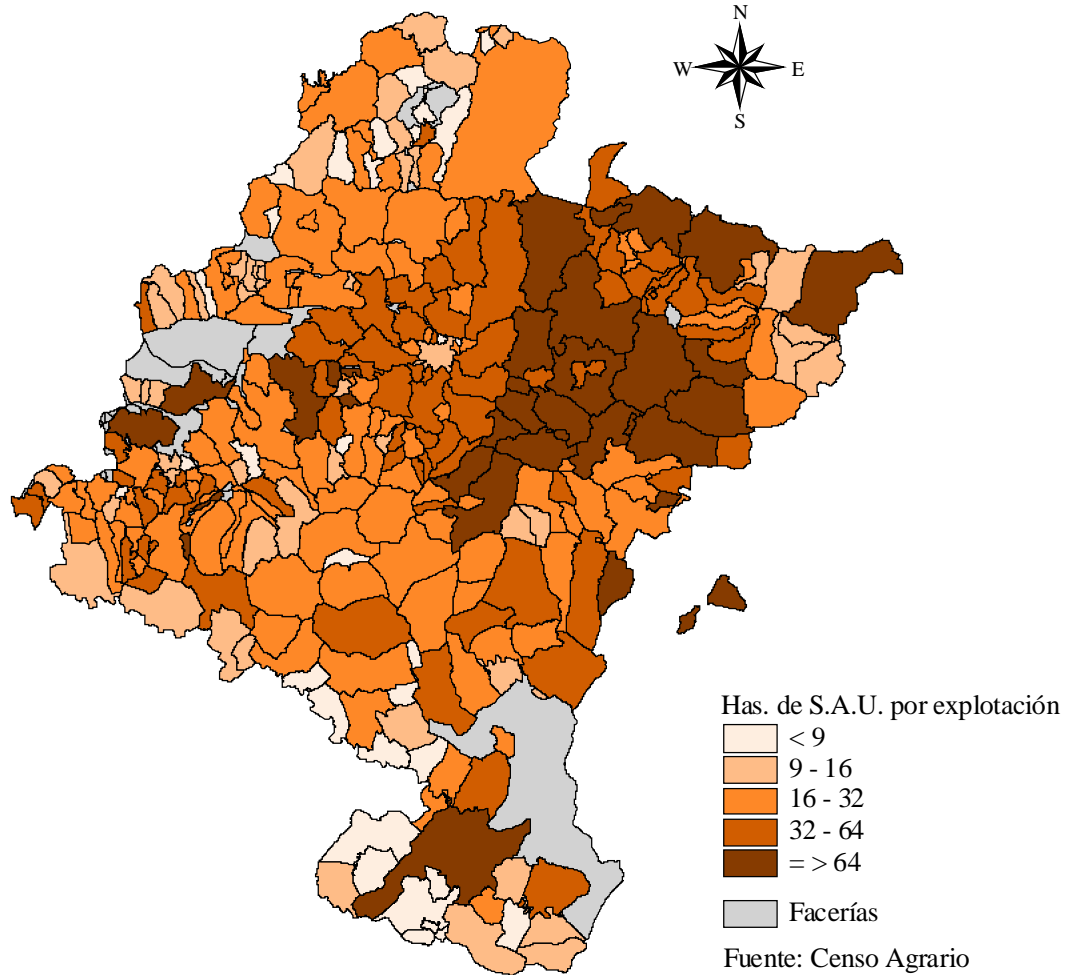 N
W E
S
Has. de S.A.U. por explotación
< 9
9 - 16
16 - 32
32 - 64
= > 64
Facerías
Fuente: Censo Agrario